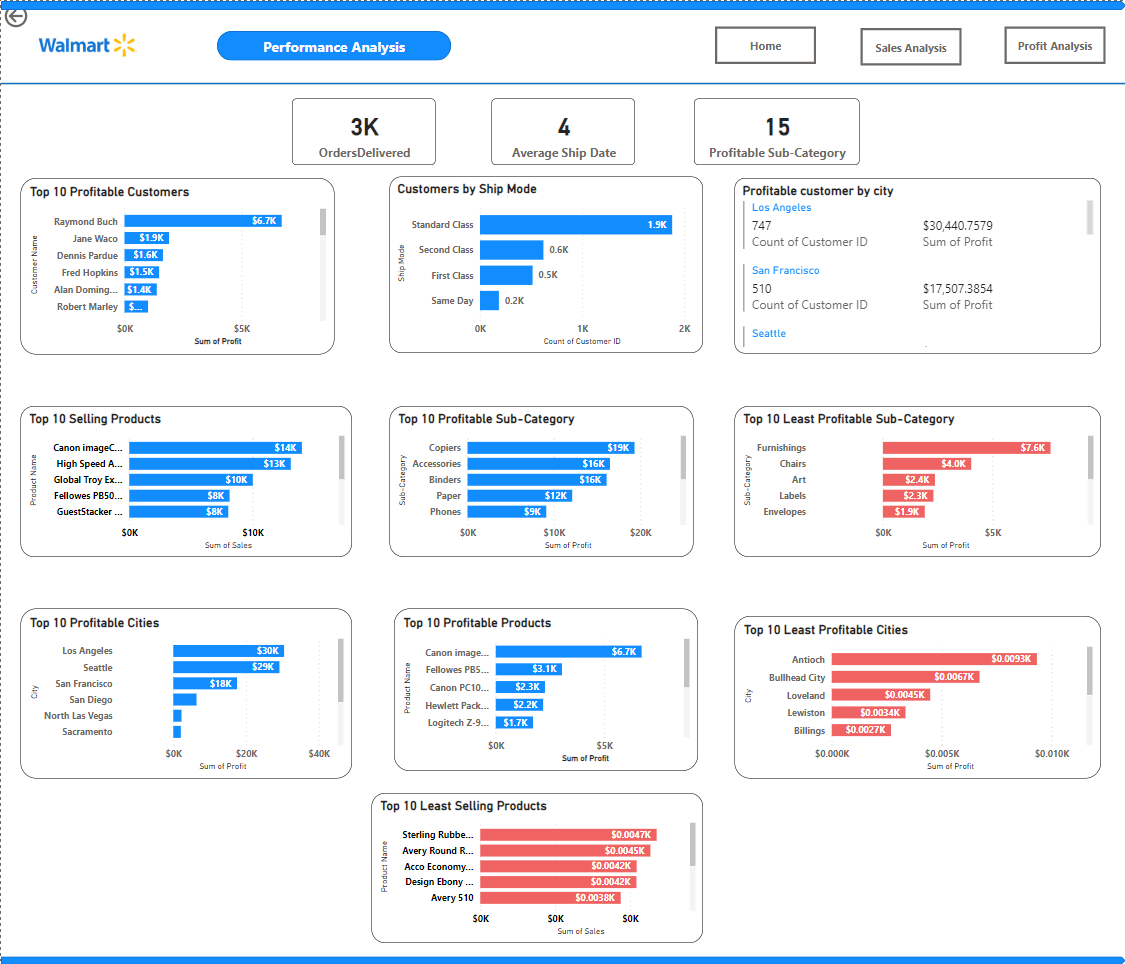 Walmart
Performance Analysis
Home
Sales Analysis
Profit Analysis
3K
OrdersDelivered
4
Average Ship Date
15
Profitable Sub-Category
Top 10 Profitable Customers
Customer Name
Raymond Buch $6.7K
Jane Waco $1.9K
Dennis Pardue $1.6K
Fred Hopkins $1.5K
Alan Doming... $1.4K
Robert Marley $...
$0K $5K
Sum of Profit
Customers by Ship Mode
Ship Mode
Standard Class 1.9K
Second Class 0.6K
First Class 0.5K
Same Day 0.2K
0K 1K 2K
Count of Customer ID
Profitable customer by city
Los Angeles
747 $30,440.7579
Count of Customer ID Sum of Profit
San Francisco
510 $17,507.3854
Count of Customer ID Sum of Profit
Seattle
Top 10 Selling Products
Product Name
Canon imageC... $14K
High Speed A... $13K
Global Troy Ex... $10K
Fellowes PB50... $8K
GuestStacker ... $8K
$0K $10K
Sum of Sales
Top 10 Profitable Sub-Category
Sub-Category
Copiers $19K
Accessories $16K
Binders $16K
Paper $12K
Phones $9K
$0K $10K $20K
Sum of Profit
Top 10 Least Profitable Sub-Category
Sub-Category
Furnishings $7.6K
Chairs $4.0K
Art $2.4K
Labels $2.3K
Envelopes $1.9K
$0K $5K
Sum of Profit
Top 10 Profitable Cities
City
Los Angeles $30K
Seattle $29K
San Francisco $18K
San Diego
North Las Vegas
Sacramento
$0K $20K $40K
Sum of Profit
Top 10 Profitable Products
Product Name
Canon image... $6.7K
Fellowes PB5... $3.1K
Canon PC10... $2.3K
Hewlett Pack... $2.2K
Logitech Z-9... $1.7K
$0K $5K
Sum of Profit
Top 10 Least Profitable Cities
City
Antioch $0.0093K
Bullhead City $0.0067K
Loveland $0.0045K
Lewiston $0.0034K
Billings $0.0027K
$0.000K $0.005K $0.010K
Sum of Profit
Top 10 Least Selling Products
Product Name
Sterling Rubbe... $0.0047K
Avery Round R... $0.0045K
Acco Economy... $0.0042K
Design Ebony ... $0.0042K
Avery 510 $0.0038K
$0K $0K $0K
Sum of Sales